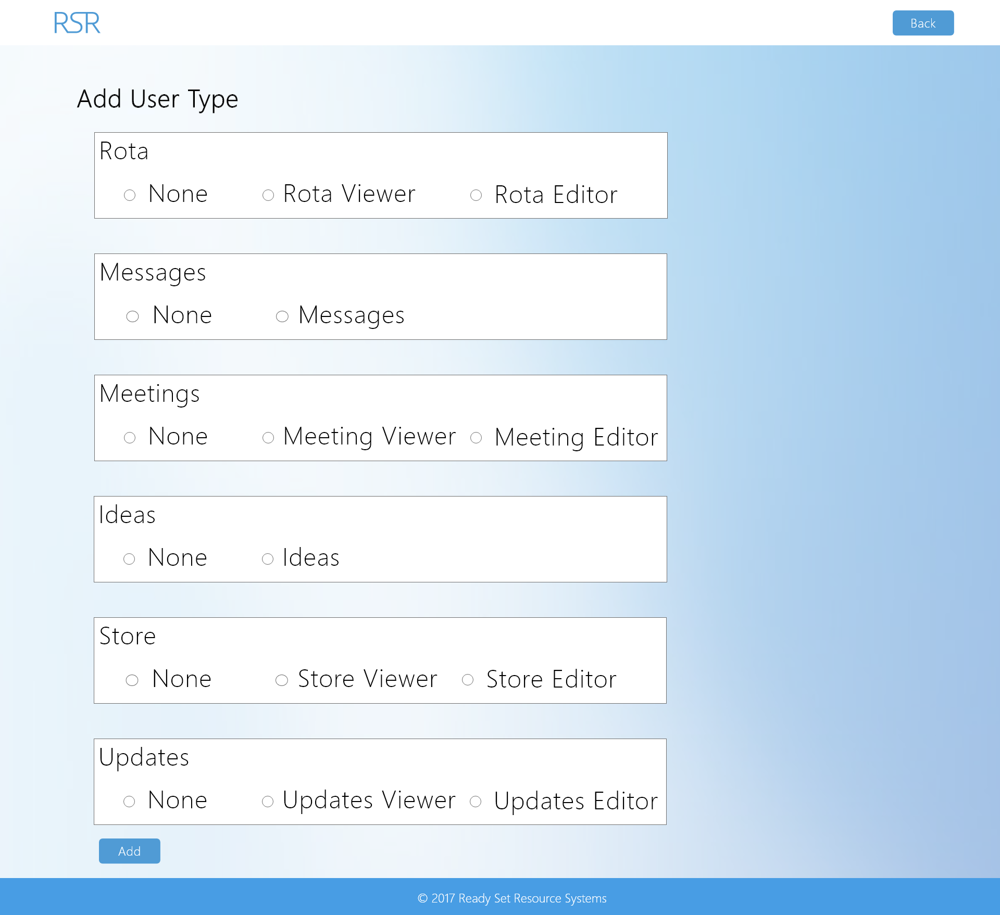 RSR
Back
Add User Type
Rota
None Rota Viewer Rota Editor
Messages
None Messages
Meetings
None Meeting Viewer Meeting Editor
Ideas
None Ideas
Store
None Store Viewer Store Editor
Updates
None Updates Viewer Updates Editor
Add
© 2017 Ready Set Resource Systems